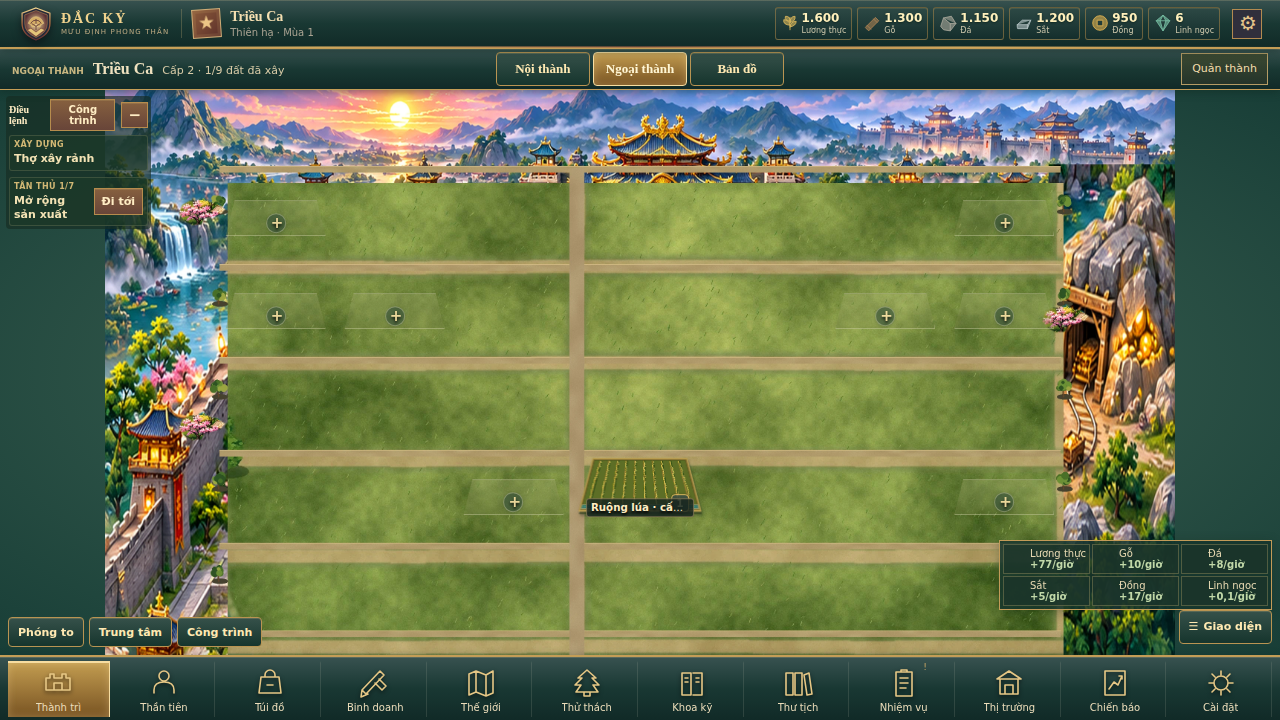 ĐẮC KỶ
MƯU ĐỊNH PHONG THẦN
Triều Ca
Thiên hạ · Mùa 1
1.600
Lương thực
1.300
Gỗ
1.150
Đá
1.200
Sắt
950
Đồng
6
Linh ngọc
NGOẠI THÀNH Triều Ca Cấp 2 · 1/9 đất đã xây
Nội thành
Ngoại thành
Bản đồ
Quản thành
Điều
lệnh
Công
trình
−
XÂY DỰNG
Thợ xây rảnh
TÂN THỦ 1/7
Mở rộng
sản xuất
Đi tới
Ruộng lúa · cấ...
Lương thực
+77/giờ
Gỗ
+10/giờ
Đá
+8/giờ
Sắt
+5/giờ
Đồng
+17/giờ
Linh ngọc
+0,1/giờ
Phóng to
Trung tâm
Công trình
☰ Giao diện
Thành trì
Thần tiên
Túi đồ
Binh doanh
Thế giới
Thử thách
Khoa kỹ
Thư tịch
!
Nhiệm vụ
Thị trường
Chiến báo
Cài đặt